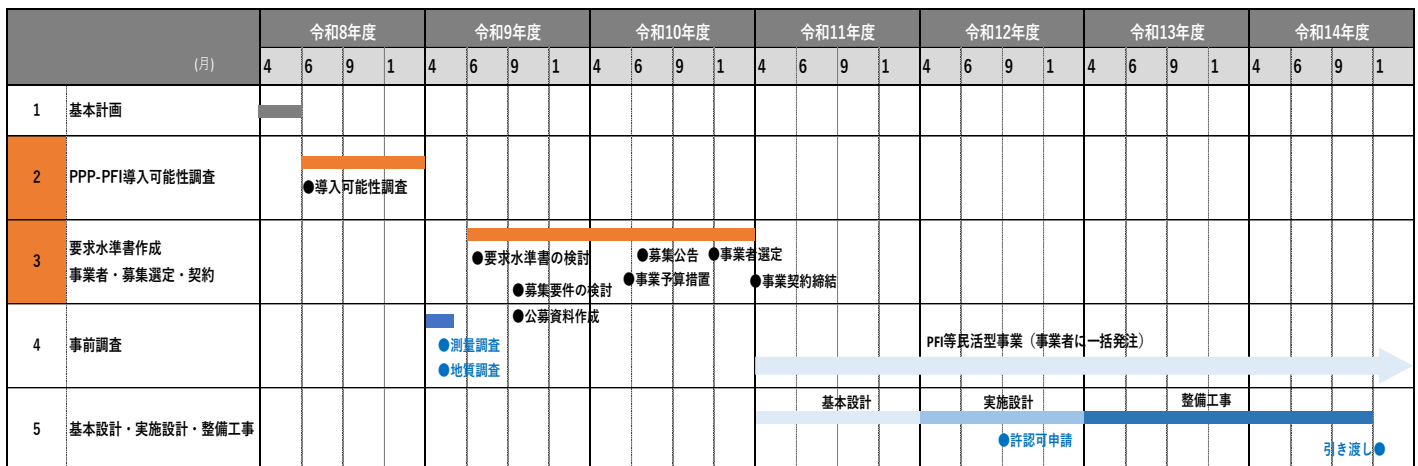 令和8年度 令和9年度 令和10年度 令和11年度 令和12年度 令和13年度 令和14年度
(月) 4 6 9 1 4 6 9 1 4 6 9 1 4 6 9 1 4 6 9 1 4 6 9 1 4 6 9 1
1 基本計画
2 PPP-PFI導入可能性調査
●導入可能性調査
3 要求水準書作成
事業者・募集選定・契約
●要求水準書の検討 ●募集公告 ●事業者選定
●事業予算措置 ●事業契約締結
●募集要件の検討
●公募資料作成
4 事前調査
●測量調査
●地質調査
PFI等民活型事業（事業者に一括発注）
5 基本設計・実施設計・整備工事
基本設計 実施設計 整備工事
●許認可申請
引き渡し●